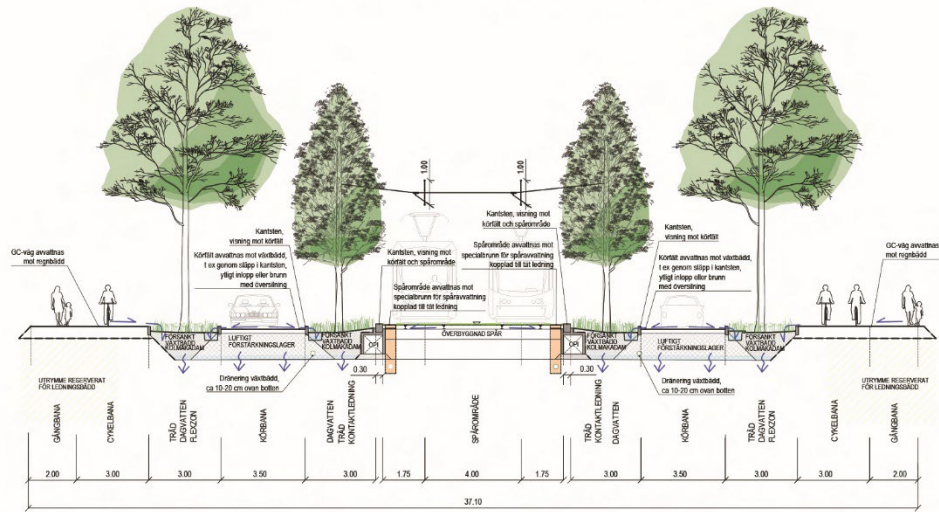 1.00
1.00
Kantsten,
visning mot körfält
Körfält avvattnas mot växtbädd,
t ex genom släpp i kantsten,
ytligt inlopp eller brunn
med översilning
Kantsten, visning mot
körfält och spårområde
Spårområde avvattnas mot
specialbrunn för spåravvattning
kopplad till tät ledning
Kantsten, visning mot
körfält och spårområde
Spårområde avvattnas mot
specialbrunn för spåravvattning
kopplad till tät ledning
Kantsten,
visning mot körfält
Körfält avvattnas mot växtbädd,
t ex genom släpp i kantsten,
ytligt inlopp eller brunn
med översilning
GC-väg avvattnas
mot regnbädd
GC-väg avvattnas
mot regnbädd
FÖRSÄNKT
VÄXTBÄDD
KOLMAKADAM
LUFTIGT
FÖRSTÄRKNINGSLAGER
FÖRSÄNKT
VÄXTBÄDD
KOLMAKADAM
OPI
ÖVERBYGGNAD SPÅR
OPI
FÖRSÄNKT
VÄXTBÄDD
KOLMAKADAM
LUFTIGT
FÖRSTÄRKNINGSLAGER
FÖRSÄNKT
VÄXTBÄDD
KOLMAKADAM
0.30
0.30
Dränering växtbädd,
ca 10-20 cm ovan botten
Dränering växtbädd,
ca 10-20 cm ovan botten
UTRYMME RESERVERAT
FÖR LEDNINGSBÄDD
UTRYMME RESERVERAT
FÖR LEDNINGSBÄDD
GÅNGBANA
CYKELBANA
TRÄD
DAGVATTEN
FLEXZON
KÖRBANA
DAGVATTEN
TRÄD
KONTAKTLEDNING
SPÅROMRÅDE
TRÄD
KONTAKTLEDNING
DAGVATTEN
KÖRBANA
TRÄD
DAGVATTEN
FLEXZON
CYKELBANA
GÅNGBANA
2.00 3.00 3.00 3.50 3.00 1.75 4.00 1.75 3.00 3.50 3.00 3.00 2.00
37.10